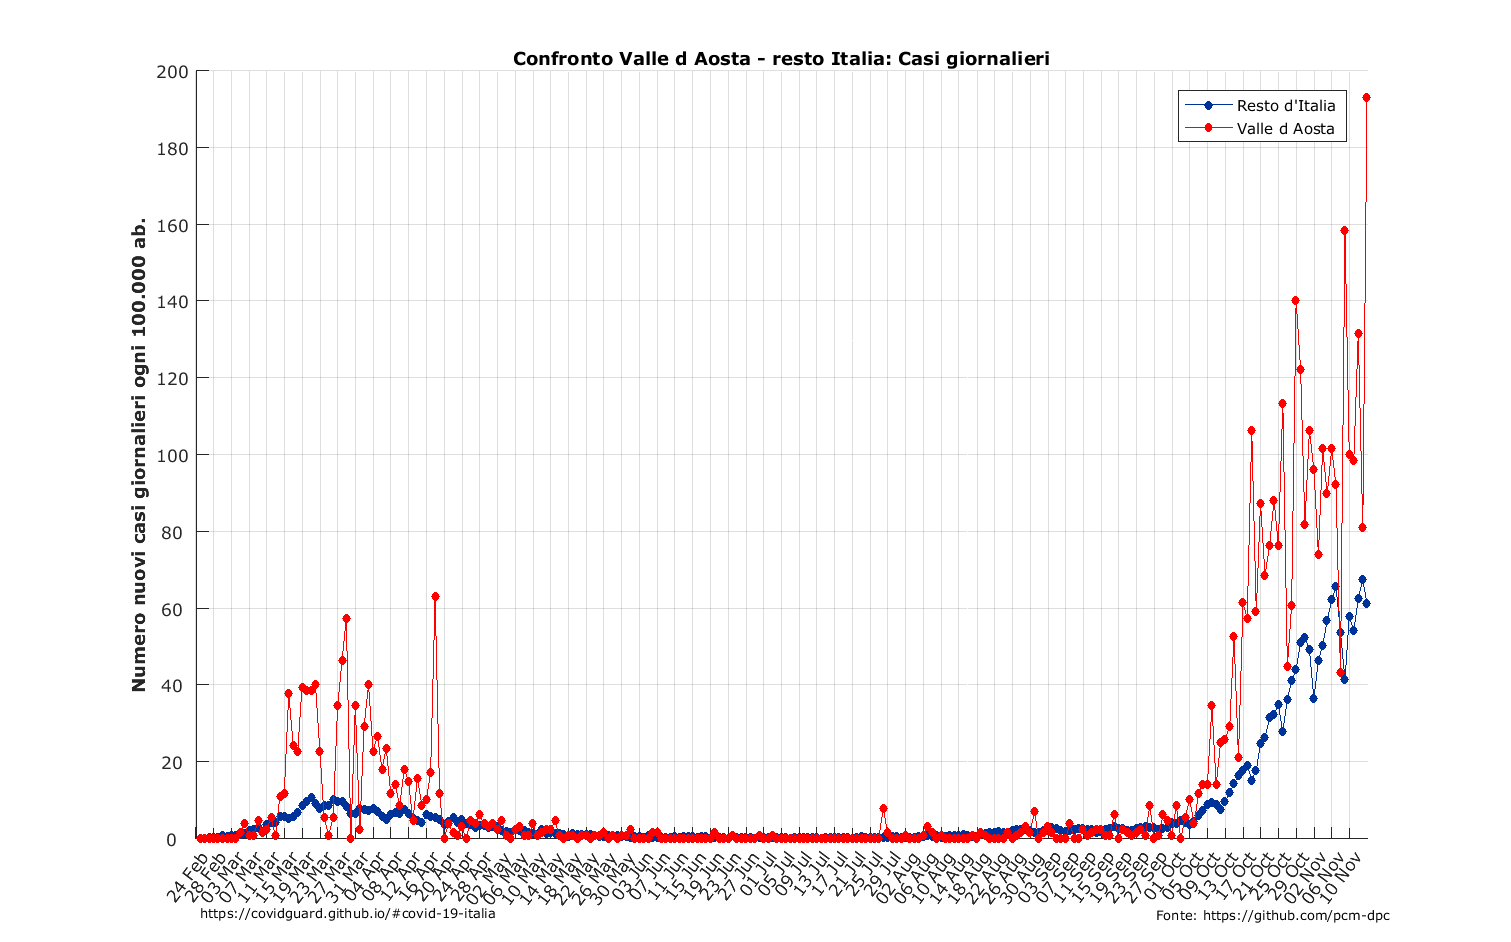 Confronto Valle d Aosta - resto Italia: Casi giornalieri
Resto d'Italia
Valle d Aosta
Numero nuovi casi giornalieri ogni 100.000 ab.
200
180
160
140
120
100
80
60
40
20
0
24 Feb
28 Feb
03 Mar
07 Mar
11 Mar
15 Mar
19 Mar
23 Mar
27 Mar
31 Mar
04 Apr
08 Apr
12 Apr
16 Apr
20 Apr
24 Apr
28 Apr
02 May
06 May
10 May
14 May
18 May
22 May
26 May
30 May
03 Jun
07 Jun
11 Jun
15 Jun
19 Jun
23 Jun
27 Jun
01 Jul
05 Jul
09 Jul
13 Jul
17 Jul
21 Jul
25 Jul
29 Jul
02 Aug
06 Aug
10 Aug
14 Aug
18 Aug
22 Aug
26 Aug
30 Aug
03 Sep
07 Sep
11 Sep
15 Sep
19 Sep
23 Sep
27 Sep
01 Oct
05 Oct
09 Oct
13 Oct
17 Oct
21 Oct
25 Oct
29 Oct
02 Nov
06 Nov
10 Nov
https://covidguard.github.io/#covid-19-italia
Fonte: https://github.com/pcm-dpc